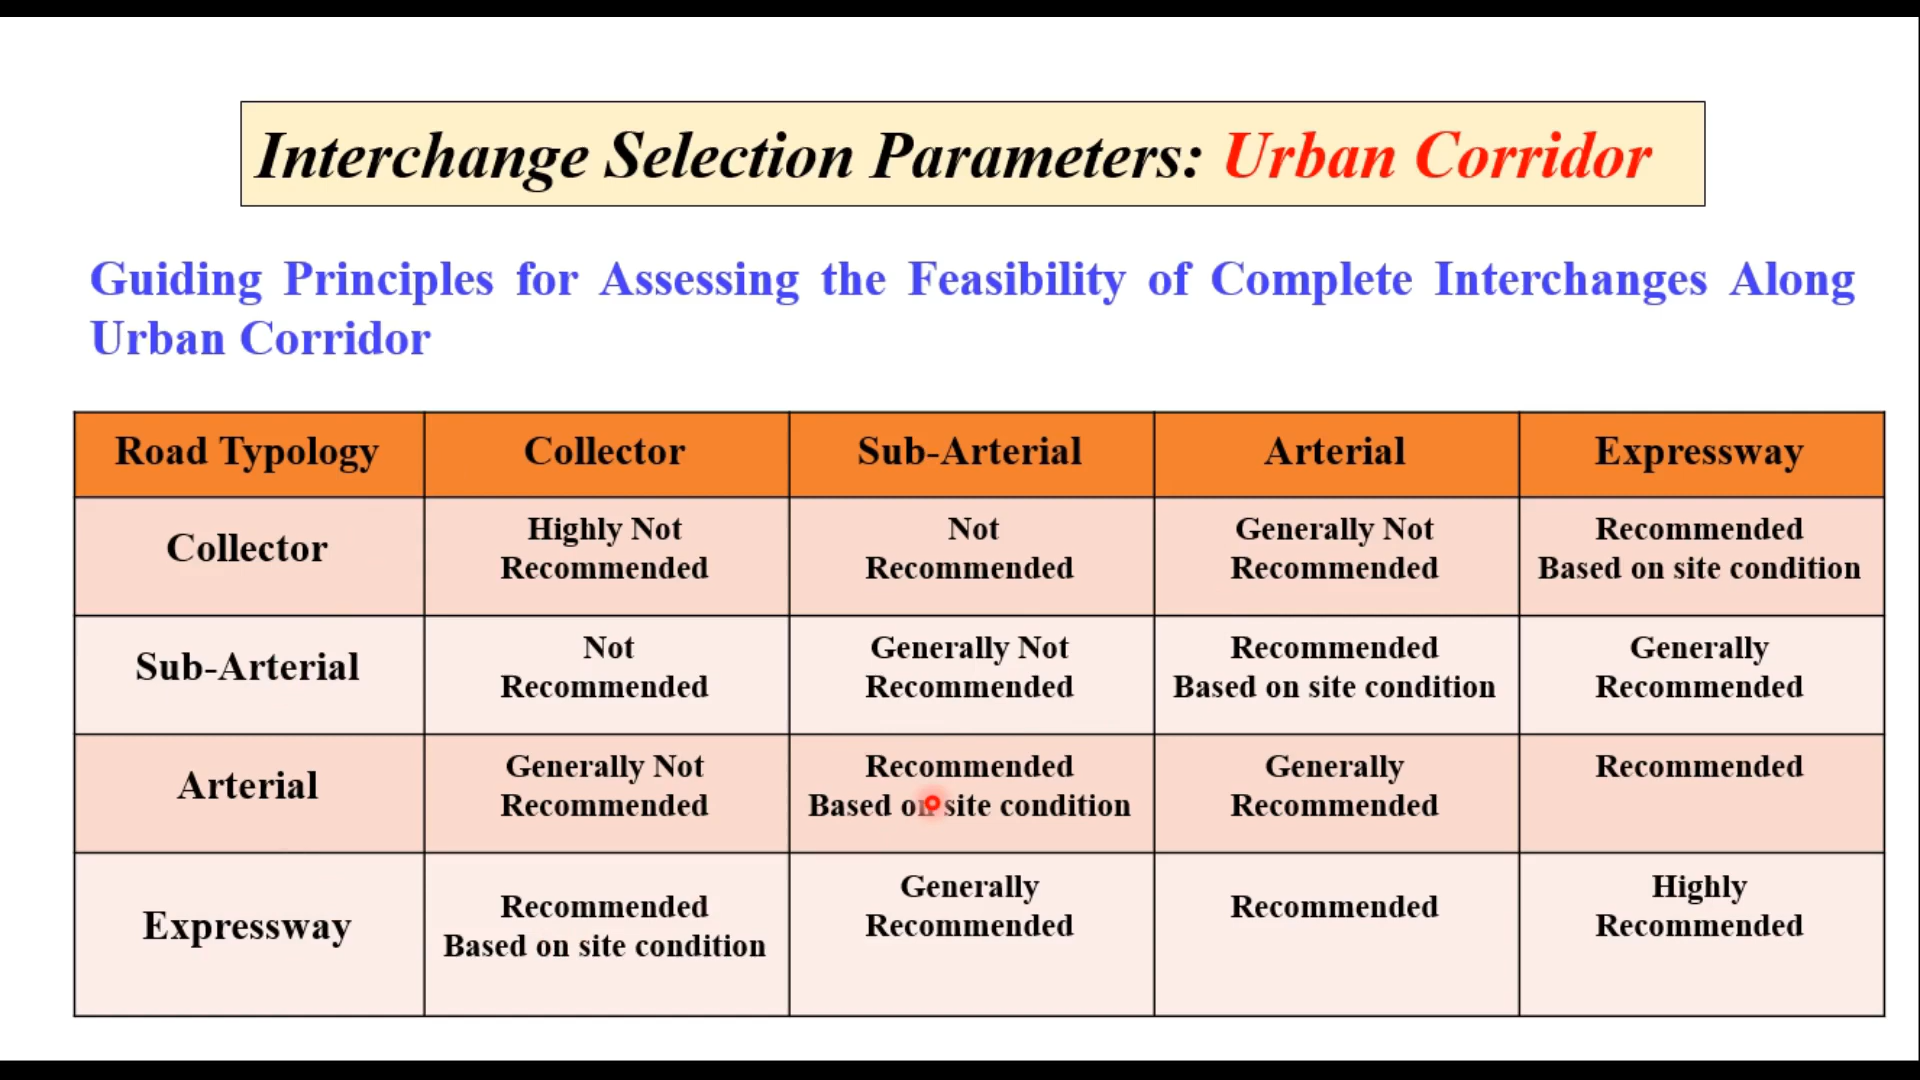 Interchange Selection Parameters: Urban Corridor
Guiding Principles for Assessing the Feasibility of Complete Interchanges Along
Urban Corridor
Road Typology
Collector
Sub-Arterial
Arterial
Expressway
Collector
Highly Not
Recommended
Not
Recommended
Generally Not
Recommended
Recommended
Based on site condition
Sub-Arterial
Not
Recommended
Generally Not
Recommended
Recommended
Based on site condition
Generally
Recommended
Arterial
Generally Not
Recommended
Recommended
Based on site condition
Generally
Recommended
Recommended
Expressway
Recommended
Based on site condition
Generally
Recommended
Recommended
Highly
Recommended